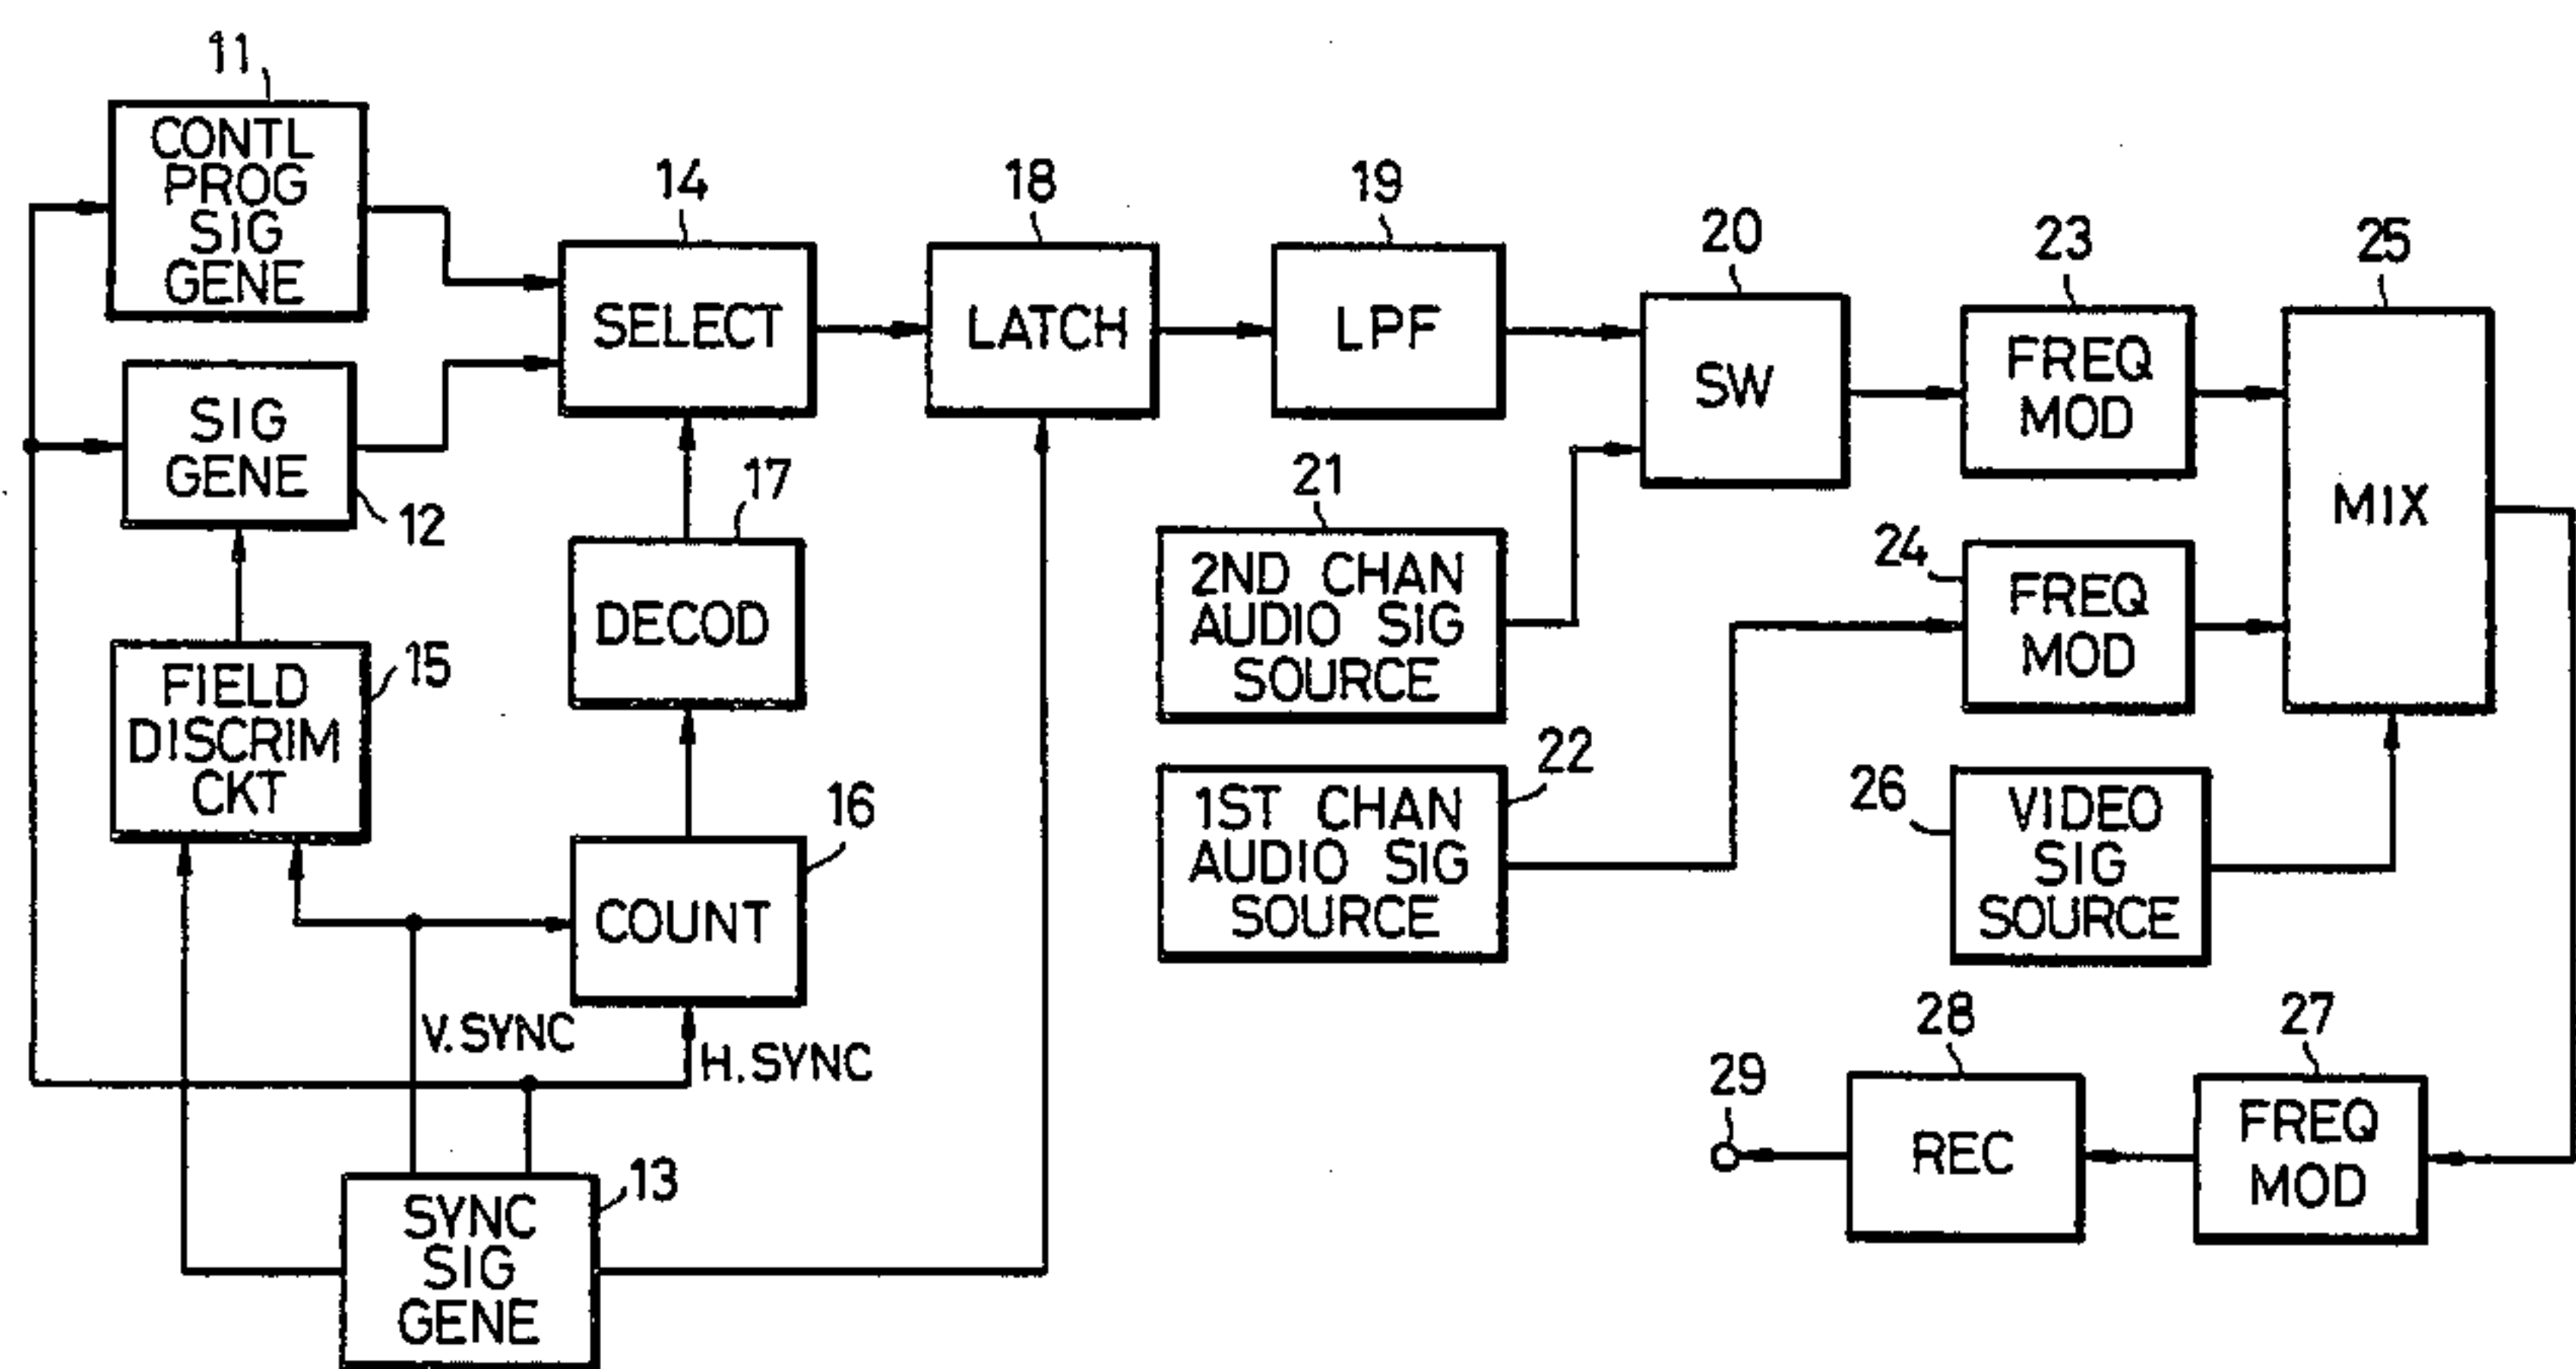 11
CONTL
PROG
SIG
GENE
SIG
GENE
12
14
SELECT
18
LATCH
19
LPF
20
SW
23
FREQ
MOD
25
MIX
17
DECOD
21
2ND CHAN
AUDIO SIG
SOURCE
24
FREQ
MOD
FIELD
DISCRIM
CKT
15
16
COUNT
22
1ST CHAN
AUDIO SIG
SOURCE
26
VIDEO
SIG
SOURCE
V.SYNC
H.SYNC
13
SYNC
SIG
GENE
29
28
REC
27
FREQ
MOD